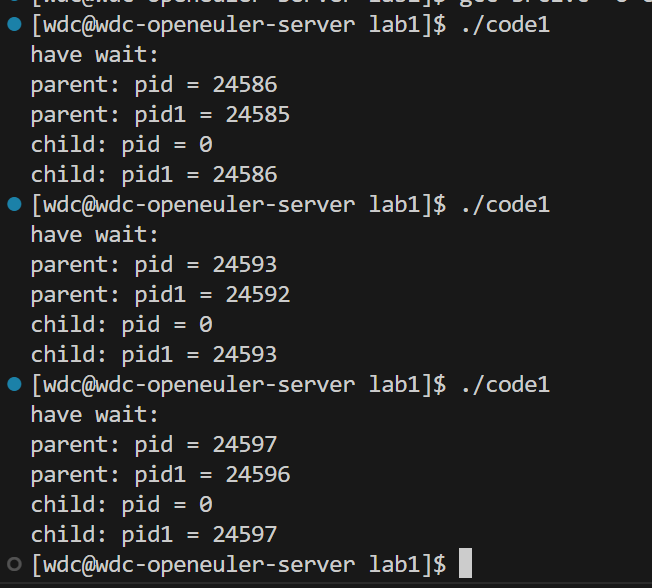 [wdc@wdc-openeuler-server lab1]$ ./code1
have wait:
parent: pid = 24586
parent: pid1 = 24585
child: pid = 0
child: pid1 = 24586
[wdc@wdc-openeuler-server lab1]$ ./code1
have wait:
parent: pid = 24593
parent: pid1 = 24592
child: pid = 0
child: pid1 = 24593
[wdc@wdc-openeuler-server lab1]$ ./code1
have wait:
parent: pid = 24597
parent: pid1 = 24596
child: pid = 0
child: pid1 = 24597
[wdc@wdc-openeuler-server lab1]$